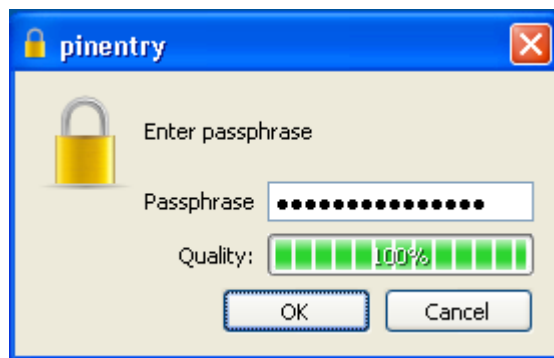 pinentry
Enter passphrase
Passphrase ●●●●●●●●●●●●●●●
Quality: 100%
OK Cancel